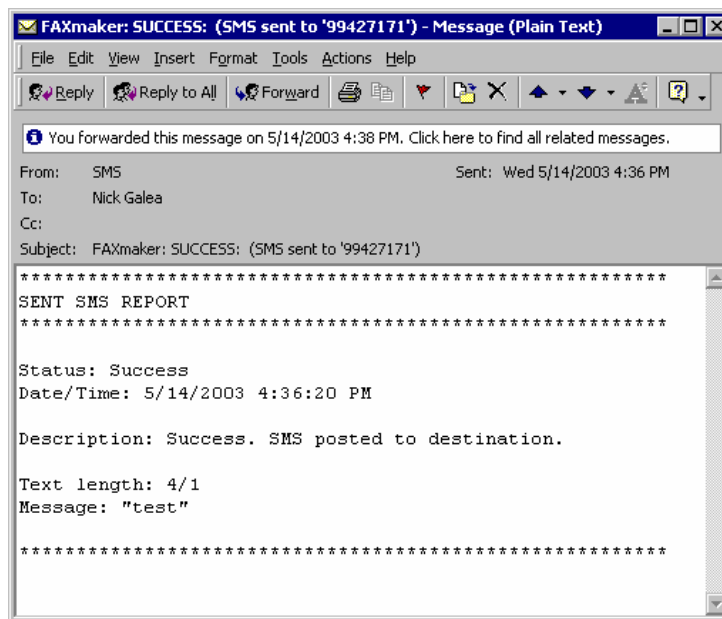 FAXmaker: SUCCESS: (SMS sent to '99427171') - Message (Plain Text)
File Edit View Insert Format Tools Actions Help
Reply Reply to All Forward
You forwarded this message on 5/14/2003 4:38 PM. Click here to find all related messages.
From: SMS Sent: Wed 5/14/2003 4:36 PM
To: Nick Galea
Cc:
Subject: FAXmaker: SUCCESS: (SMS sent to '99427171')
*********************************************************
SENT SMS REPORT
*********************************************************
Status: Success
Date/Time: 5/14/2003 4:36:20 PM
Description: Success. SMS posted to destination.
Text length: 4/1
Message: "test"
*********************************************************